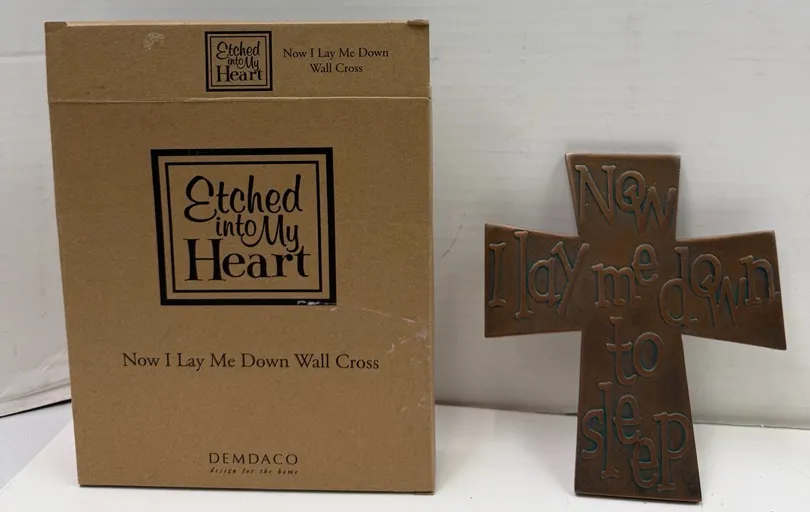 Etched
into My
Heart
Now I Lay Me Down
Wall Cross
Etched
into My
Heart
Now I Lay Me Down Wall Cross
DEMDACO
design for the home
Now
I lay me down
to
sleep